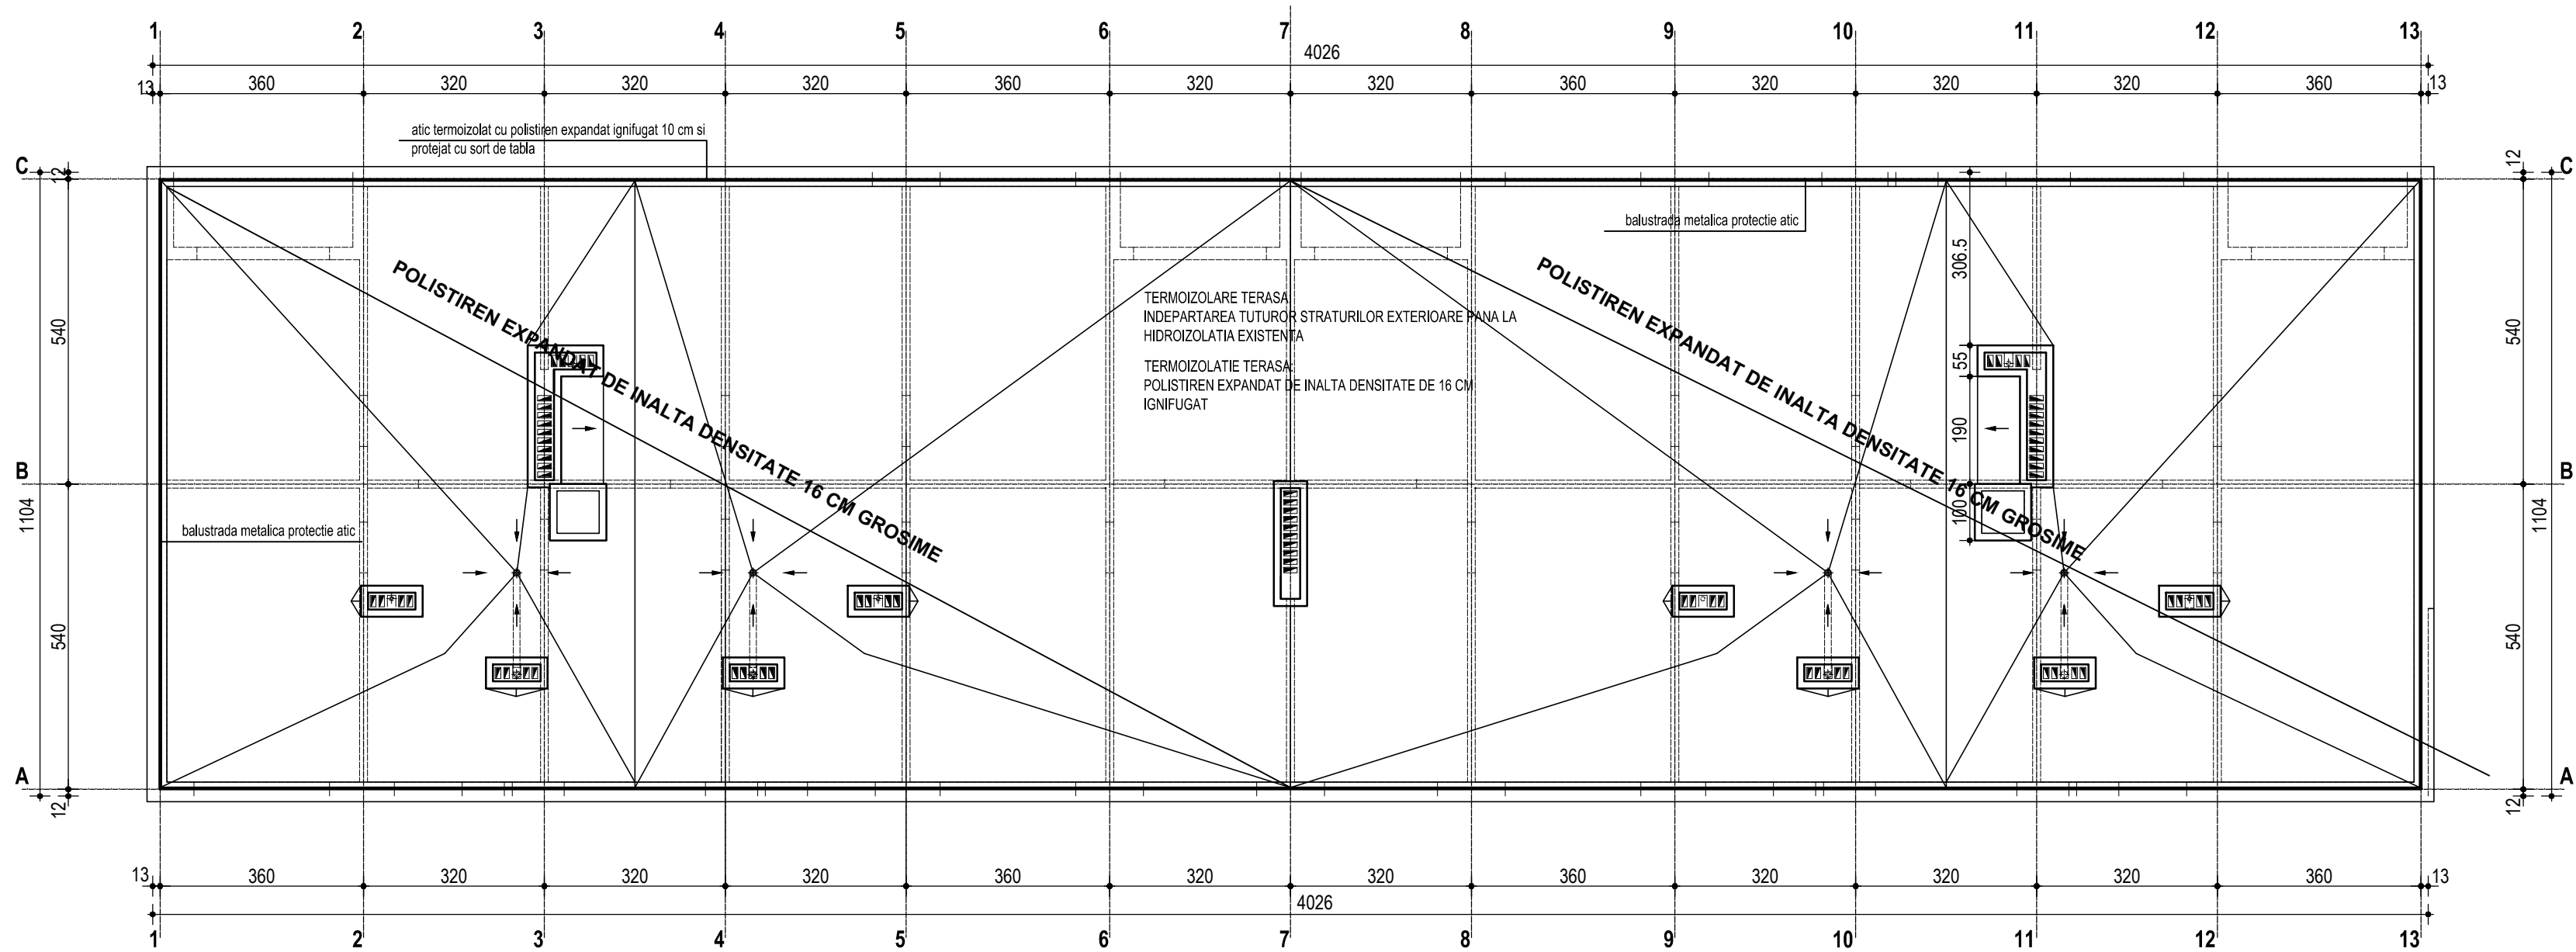 1 2 3 4 5 6 7 8 9 10 11 12 13
4026
13 360 320 320 320 360 320 320 360 320 320 320 360 13
atic termoizolat cu polistiren expandat ignifugat 10 cm si
protejat cu sort de tabla
C 12 12 C
balustrada metalica protectie atic
306.5
POLISTIREN EXPANDAT DE INALTA DENSITATE 16 CM GROSIME
POLISTIREN EXPANDAT DE INALTA DENSITATE 16 CM GROSIME
TERMOIZOLARE TERASA:
INDEPARTAREA TUTUROR STRATURILOR EXTERIOARE PANA LA
HIDROIZOLATIA EXISTENTA
540 540
55
TERMOIZOLATIE TERASA:
POLISTIREN EXPANDAT DE INALTA DENSITATE DE 16 CM
IGNIFUGAT
190
B B
1104 100 1104
balustrada metalica protectie atic
540 540
A A
12 12
13 360 320 320 320 360 320 320 360 320 320 320 360 13
4026
1 2 3 4 5 6 7 8 9 10 11 12 13